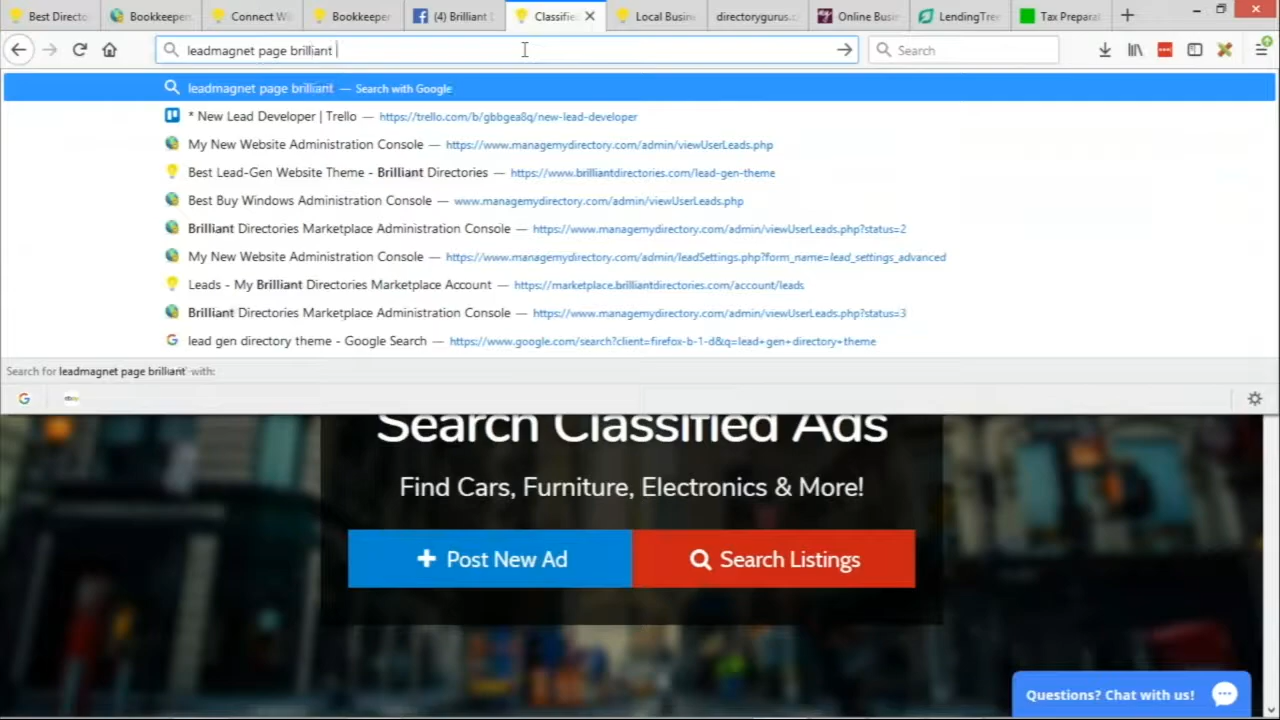 Best Directo
Bookkeepers
Connect Wi
Bookkeeper
(4) Brilliant D
Classifie
Local Busin
directorygurus.c
Online Busi
LendingTree
Tax Preparat
leadmagnet page brilliant
Search
leadmagnet page brilliant — Search with Google
* New Lead Developer | Trello — https://trello.com/b/gbbgea8q/new-lead-developer
My New Website Administration Console — https://www.managemydirectory.com/admin/viewUserLeads.php
Best Lead-Gen Website Theme - Brilliant Directories — https://www.brilliantdirectories.com/lead-gen-theme
Best Buy Windows Administration Console — www.managemydirectory.com/admin/viewUserLeads.php
Brilliant Directories Marketplace Administration Console — https://www.managemydirectory.com/admin/viewUserLeads.php?status=2
My New Website Administration Console — https://www.managemydirectory.com/admin/leadSettings.php?form_name=lead_settings_advanced
Leads - My Brilliant Directories Marketplace Account — https://marketplace.brilliantdirectories.com/account/leads
Brilliant Directories Marketplace Administration Console — https://www.managemydirectory.com/admin/viewUserLeads.php?status=3
lead gen directory theme - Google Search — https://www.google.com/search?client=firefox-b-1-d&q=lead+gen+directory+theme
Search for leadmagnet page brilliant with:
Search Classified Ads
Find Cars, Furniture, Electronics & More!
Post New Ad
Search Listings
Questions? Chat with us!